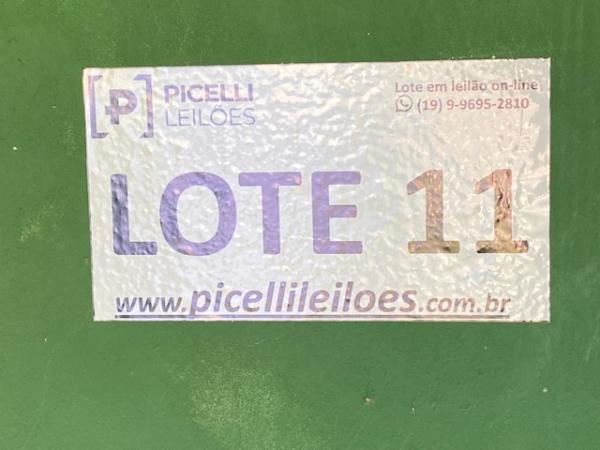 PICELLI
LEILÕES
Lote em leilão on-line
(19) 9-9695-2810
LOTE 11
www.picellileiloes.com.br